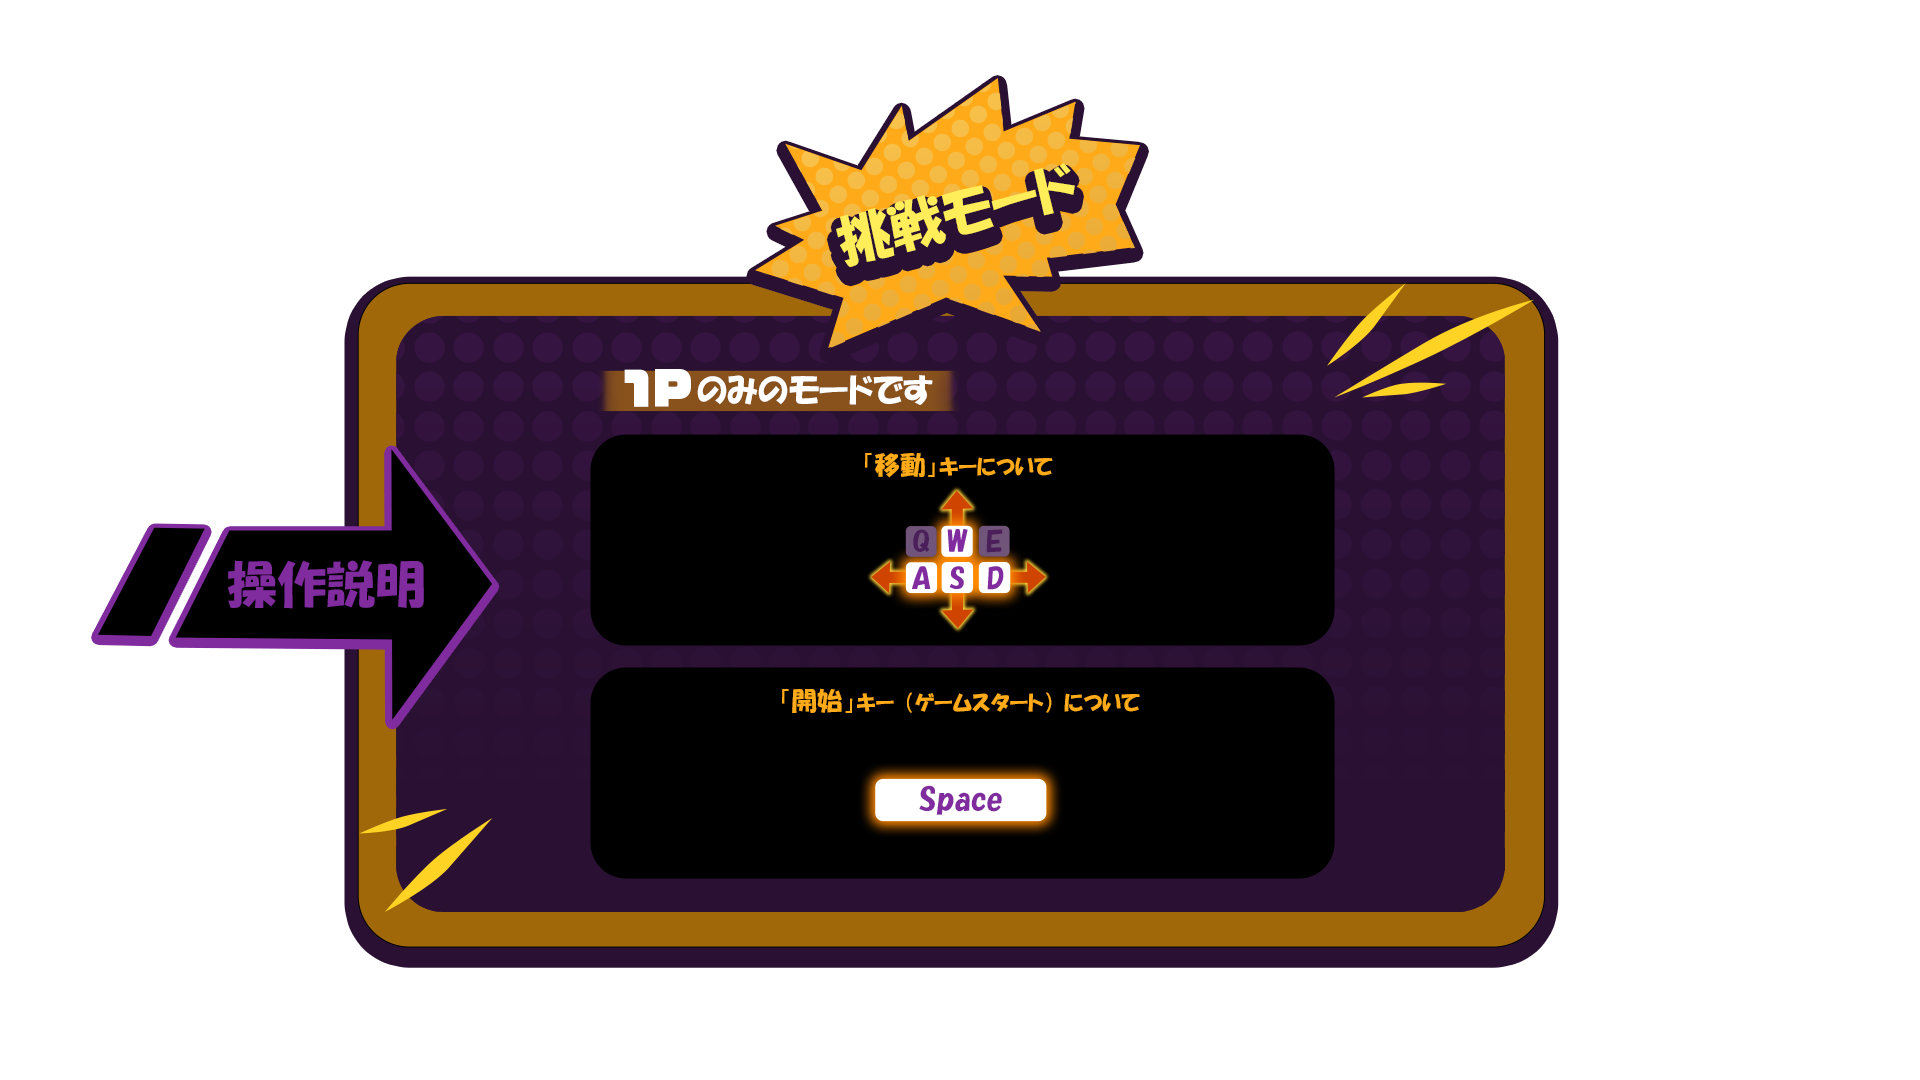 挑戦モード
1Pのみのモードです
操作説明
「移動」キーについて
Q W E
A S D
「開始」キー（ゲームスタート）について
Space